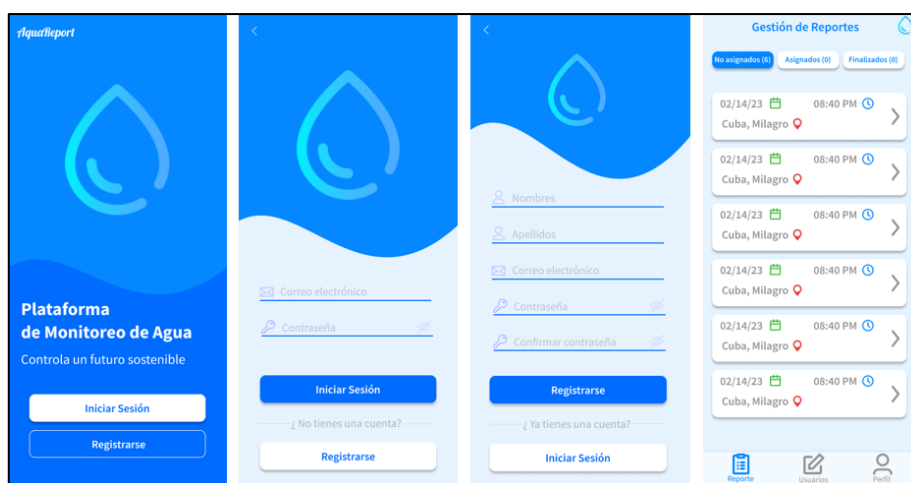 AquaReport
Plataforma
de Monitoreo de Agua
Controla un futuro sostenible
Iniciar Sesión
Registrarse
Correo electrónico
Contraseña
Iniciar Sesión
¿ No tienes una cuenta?
Registrarse
Nombres
Apellidos
Correo electrónico
Contraseña
Confirmar contraseña
Registrarse
¿ Ya tienes una cuenta?
Iniciar Sesión
Gestión de Reportes
No asignados (6) Asignados (0) Finalizados (0)
02/14/23 08:40 PM
Cuba, Milagro
02/14/23 08:40 PM
Cuba, Milagro
02/14/23 08:40 PM
Cuba, Milagro
02/14/23 08:40 PM
Cuba, Milagro
02/14/23 08:40 PM
Cuba, Milagro
02/14/23 08:40 PM
Cuba, Milagro
Reporte Usuarios Perfil